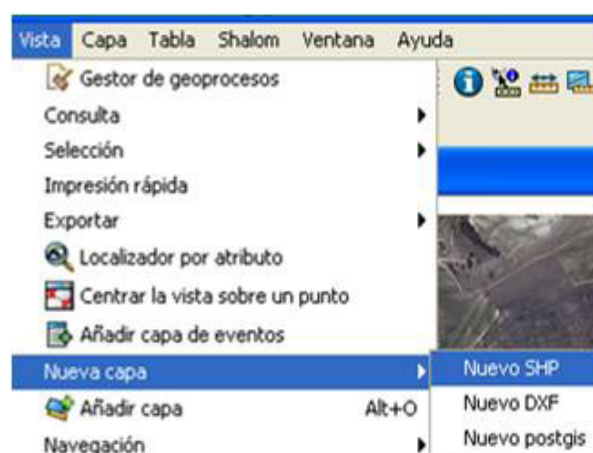 Vista Capa Tabla Shalom Ventana Ayuda
Gestor de geoprocesos
Consulta
Selección
Impresión rápida
Exportar
Localizador por atributo
Centrar la vista sobre un punto
Añadir capa de eventos
Nueva capa
Nuevo SHP
Añadir capa Alt+O
Nuevo DXF
Navegación
Nuevo postgis